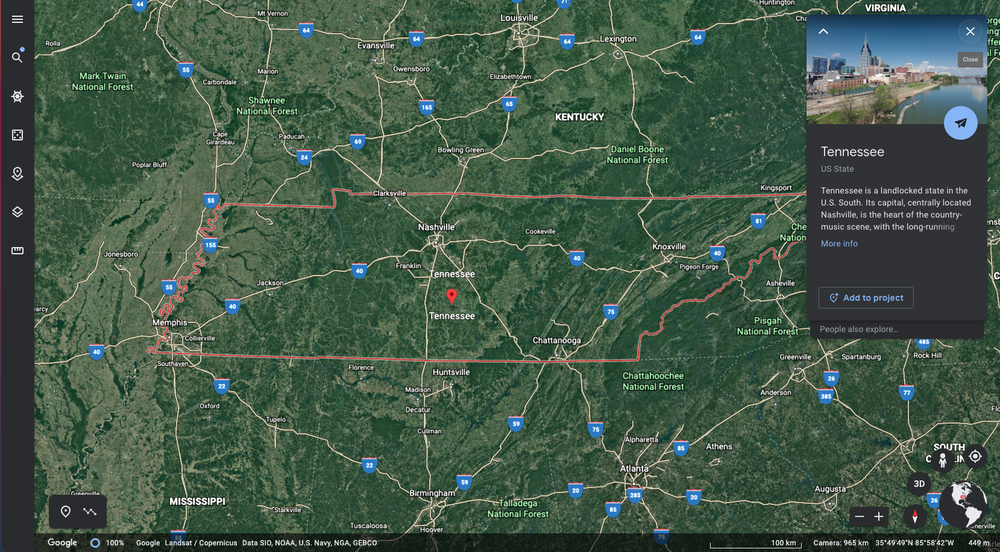 44
71
Huntington
VIRGINIA
Mt Vernon
Louisville
64
64
64
64
Lexington
Evansville
Rolla
55
Carbondale
Marion
Owensboro
Elizabethtown
Close
Mark Twain
National Forest
Shawnee
National Forest
165
65
KENTUCKY
Cape
Girardeau
Paducah
69
24
Bowling Green
Daniel Boone
National Forest
Poplar Bluff
Tennessee
US State
Tennessee is a landlocked state in the
U.S. South. Its capital, centrally located
Nashville, is the heart of the country-
music scene, with the long-running
More info
Add to project
People also explore...
55
Clarksville
Kingsport
81
Nashville
Cookeville
155
Knoxville
40
Jonesboro
Franklin
40
40
Pigeon Forge
Tennessee
Jackson
Asheville
55
40
Tennessee
75
Memphis
Collierville
Pisgah
National Forest
Chattanooga
40
485
Southaven
Florence
Huntsville
Greenville
Spartanburg
Rock Hill
Chattahoochee
National Forest
22
Madison
26
385
77
Anderson
Oxford
Decatur
Tupelo
59
75
Cullman
Alpharetta
85
Athens
SOUTH
22
Atlanta
59
3D
20
285
20
Augusta
26
Greenville
MISSISSIPPI
Birmingham
Talladega
National Forest
85
Starkville
Tuscaloosa
Hoover
55
75
Google
100%
Google Landsat / Copernicus Data SIO, NOAA, U.S. Navy, NGA, GEBCO
100 km
Camera: 965 km 35°49'49"N 85°58'42"W 449 m